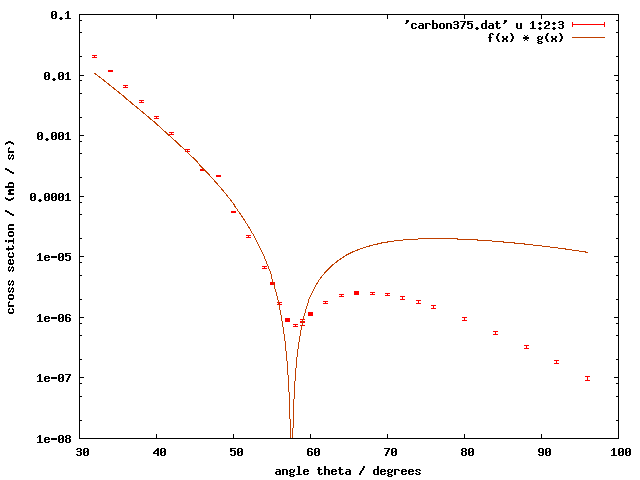 0.1
'carbon375.dat' u 1:2:3
f(x) * g(x)
0.01
0.001
0.0001
1e-05
1e-06
1e-07
1e-08
cross section / (mb / sr)
30 40 50 60 70 80 90 100
angle theta / degrees